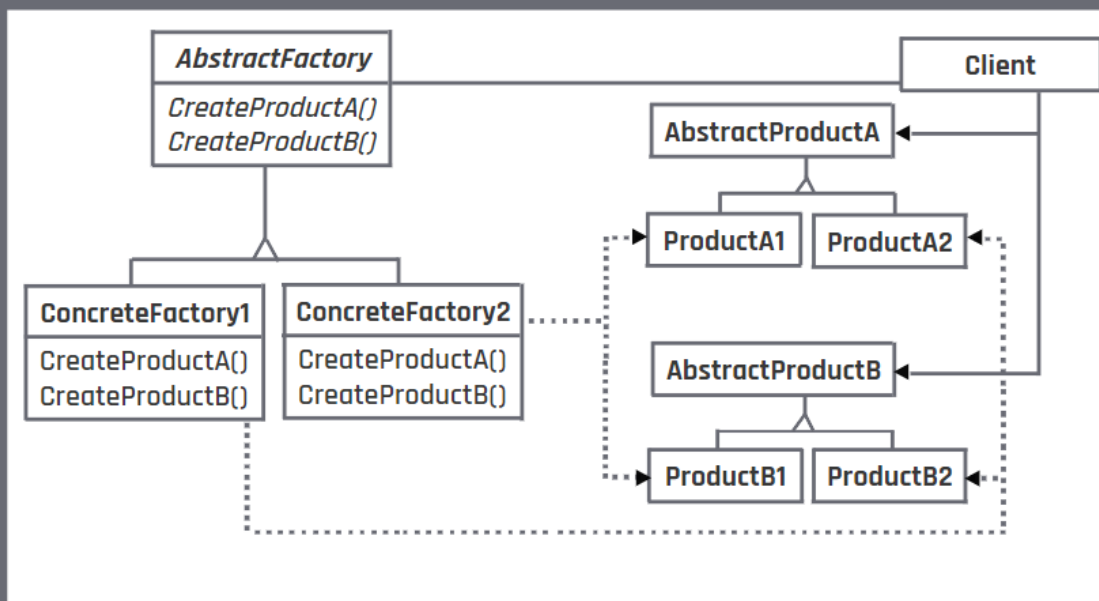 AbstractFactory
CreateProductA()
CreateProductB()
Client
AbstractProductA
ProductA1
ProductA2
ConcreteFactory1
CreateProductA()
CreateProductB()
ConcreteFactory2
CreateProductA()
CreateProductB()
AbstractProductB
ProductB1
ProductB2